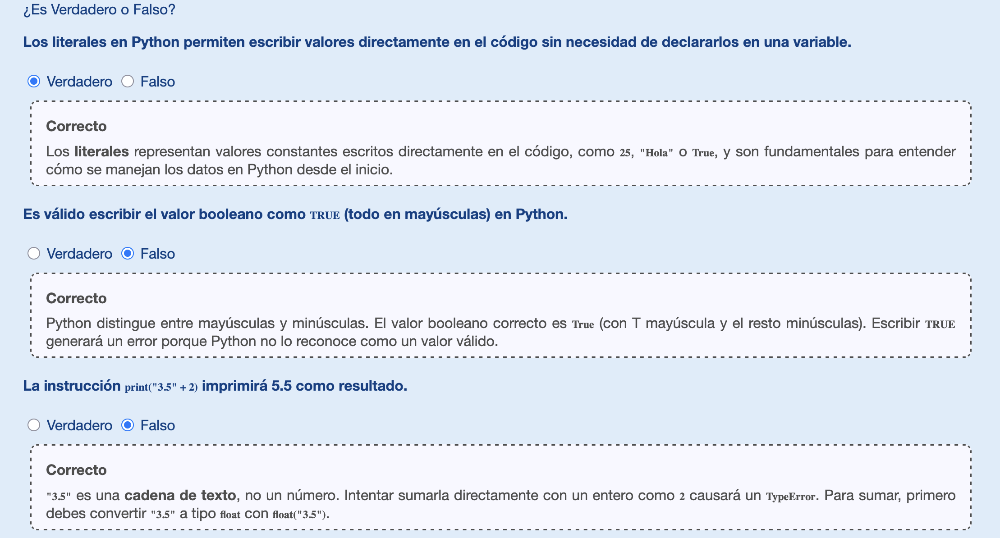 ¿Es Verdadero o Falso?
Los literales en Python permiten escribir valores directamente en el código sin necesidad de declararlos en una variable.
Verdadero Falso
Correcto
Los literales representan valores constantes escritos directamente en el código, como 25, "Hola" o True, y son fundamentales para entender
cómo se manejan los datos en Python desde el inicio.
Es válido escribir el valor booleano como TRUE (todo en mayúsculas) en Python.
Verdadero Falso
Correcto
Python distingue entre mayúsculas y minúsculas. El valor booleano correcto es True (con T mayúscula y el resto minúsculas). Escribir TRUE
generará un error porque Python no lo reconoce como un valor válido.
La instrucción print("3.5" + 2) imprimirá 5.5 como resultado.
Verdadero Falso
Correcto
"3.5" es una cadena de texto, no un número. Intentar sumarla directamente con un entero como 2 causará un TypeError. Para sumar, primero
debes convertir "3.5" a tipo float con float("3.5").